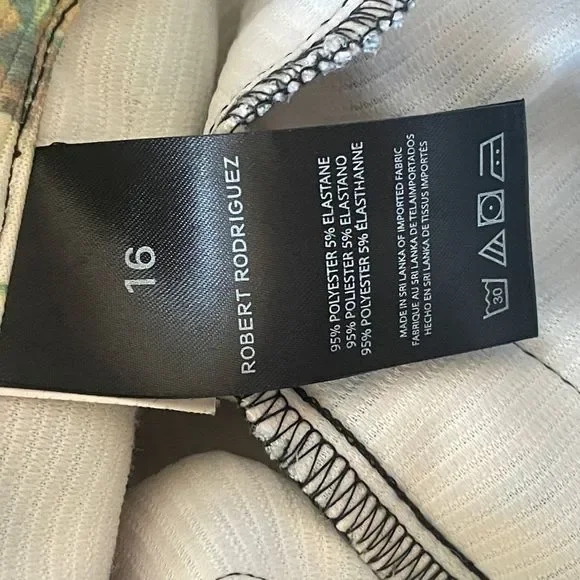 16
ROBERT RODRIGUEZ
95% POLYESTER 5% ELASTANE
95% POLIESTER 5% ELASTANO
95% POLYESTER 5% ÉLASTHANNE
MADE IN SRI LANKA OF IMPORTED FABRIC
FABRIQUE AU SRI LANKA DE TELAIMPORTADOS
HECHO EN SRI LANKA DE TISSUS IMPORTÉS
30